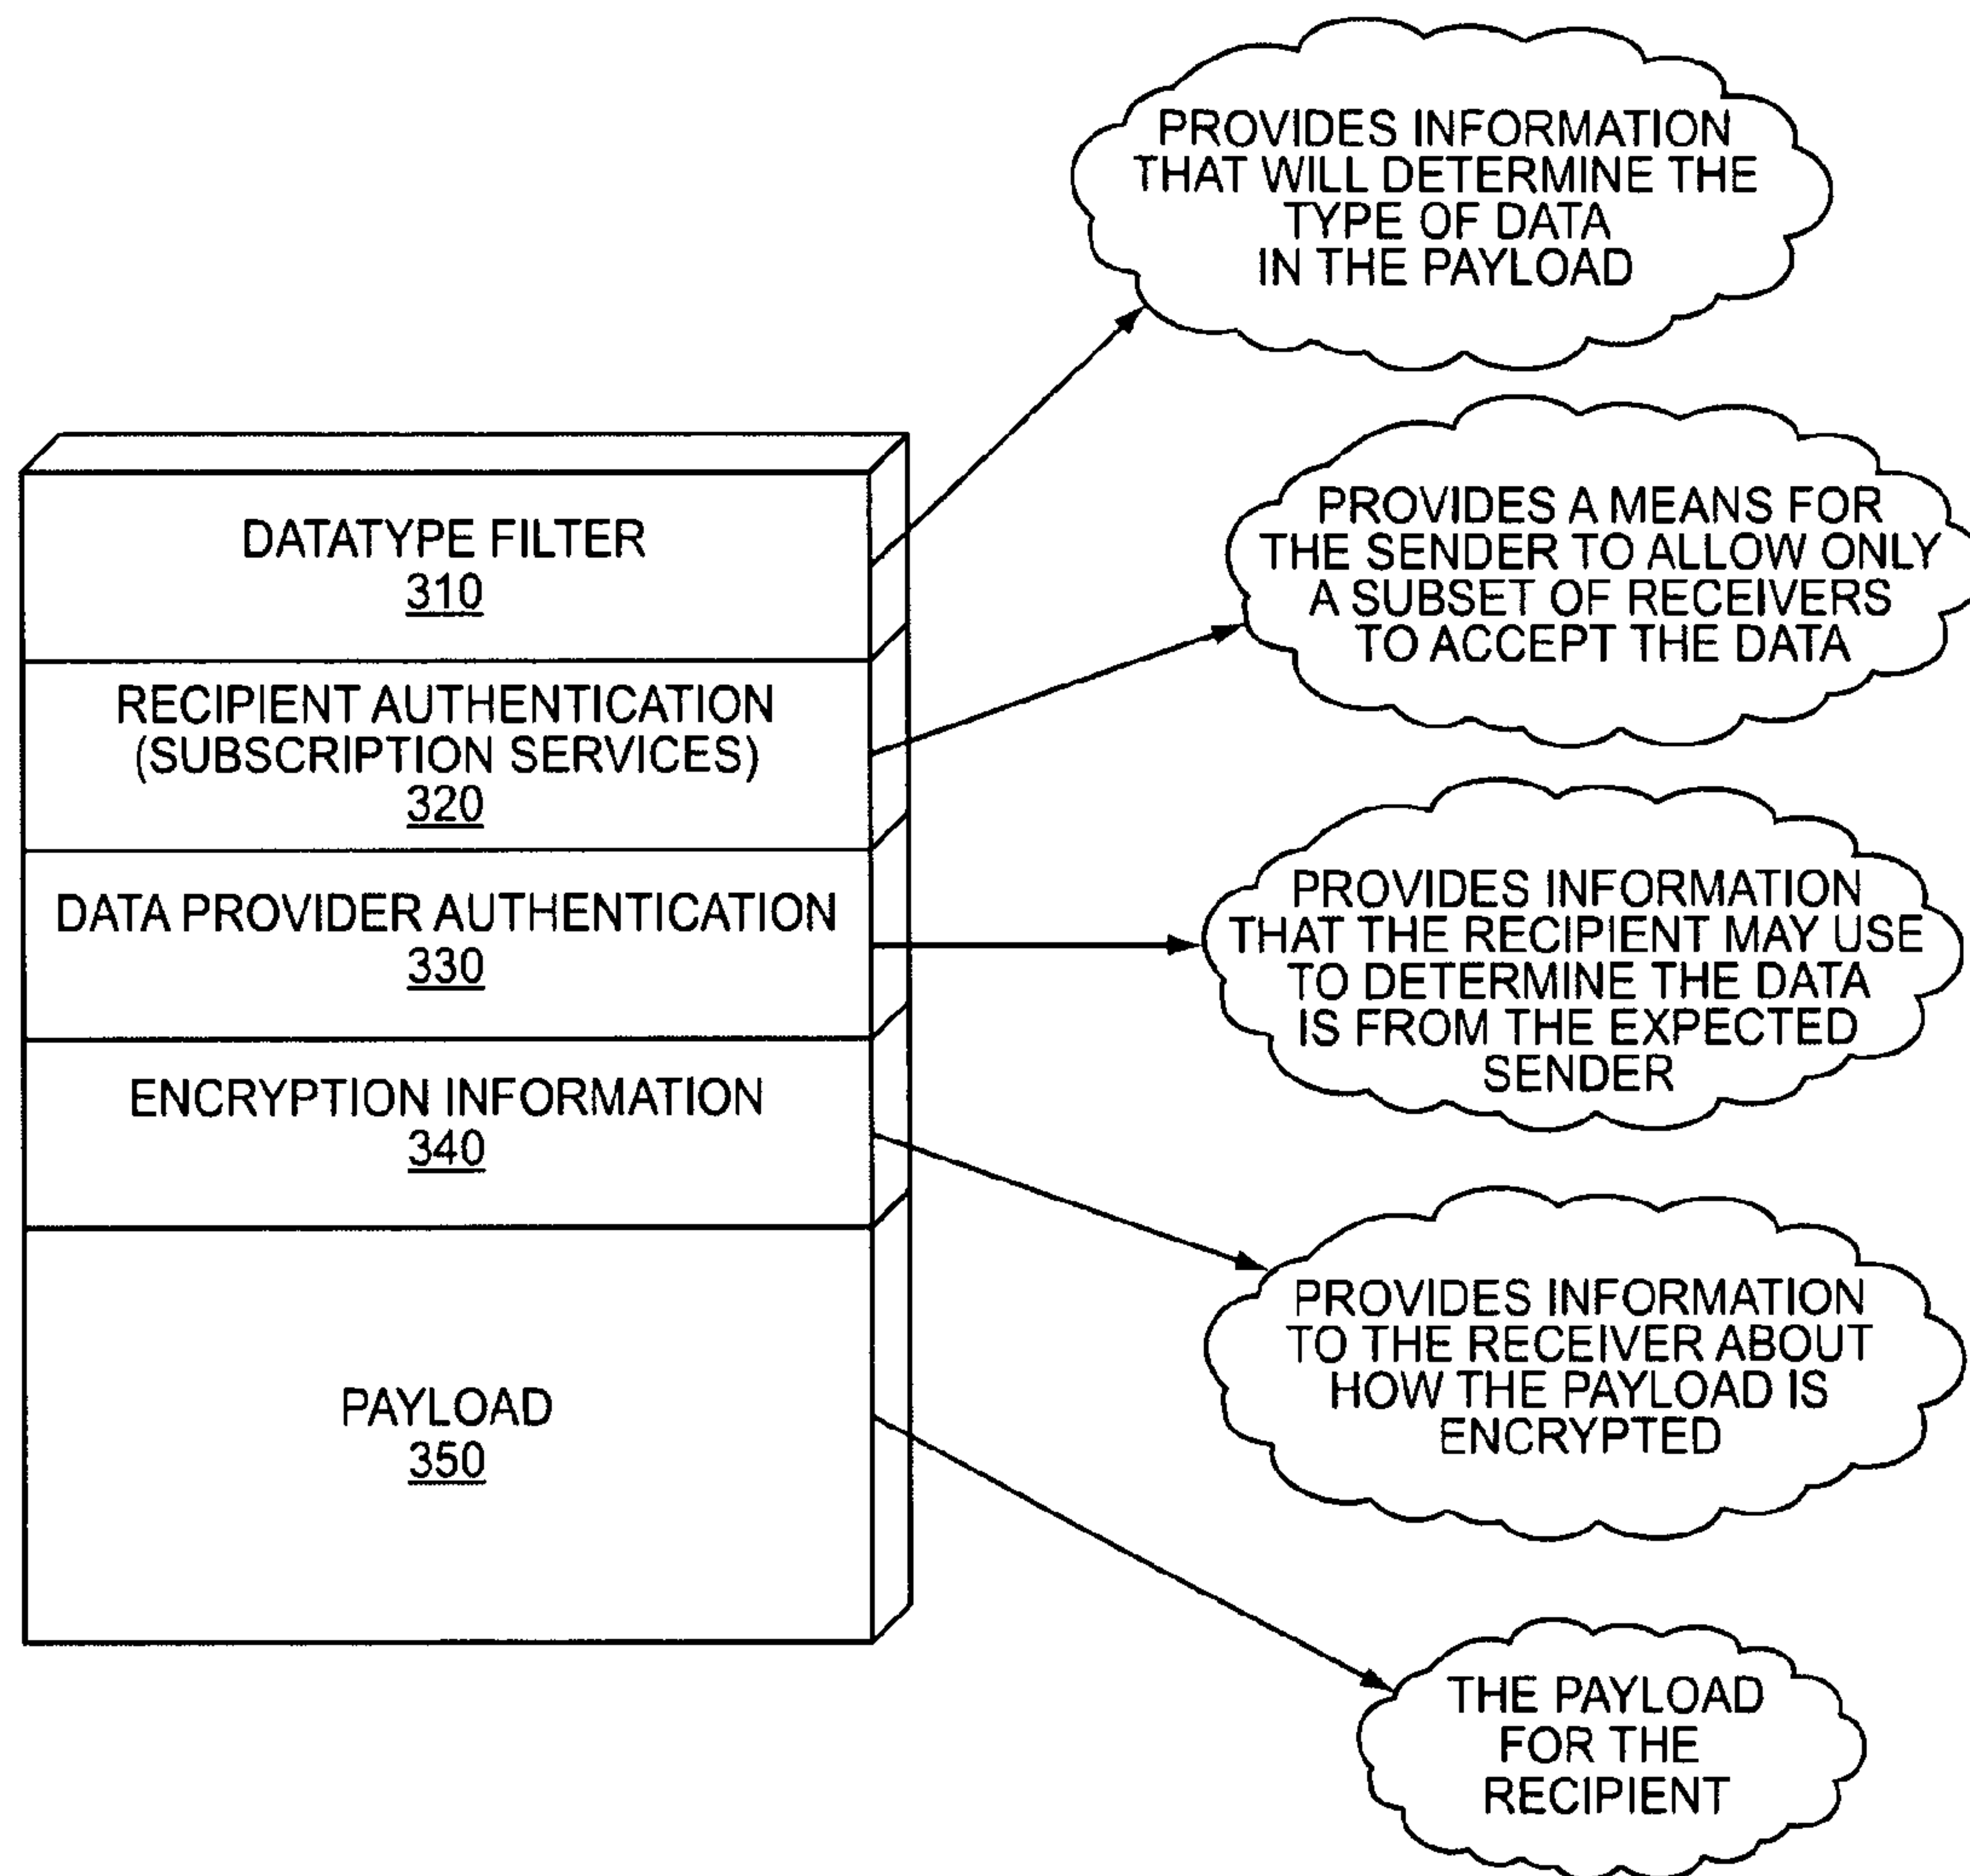 PROVIDES INFORMATION
THAT WILL DETERMINE THE
TYPE OF DATA
IN THE PAYLOAD
DATATYPE FILTER
310
PROVIDES A MEANS FOR
THE SENDER TO ALLOW ONLY
A SUBSET OF RECEIVERS
TO ACCEPT THE DATA
RECIPIENT AUTHENTICATION
(SUBSCRIPTION SERVICES)
320
DATA PROVIDER AUTHENTICATION
330
PROVIDES INFORMATION
THAT THE RECIPIENT MAY USE
TO DETERMINE THE DATA
IS FROM THE EXPECTED
SENDER
ENCRYPTION INFORMATION
340
PROVIDES INFORMATION
TO THE RECEIVER ABOUT
HOW THE PAYLOAD IS
ENCRYPTED
PAYLOAD
350
THE PAYLOAD
FOR THE
RECIPIENT